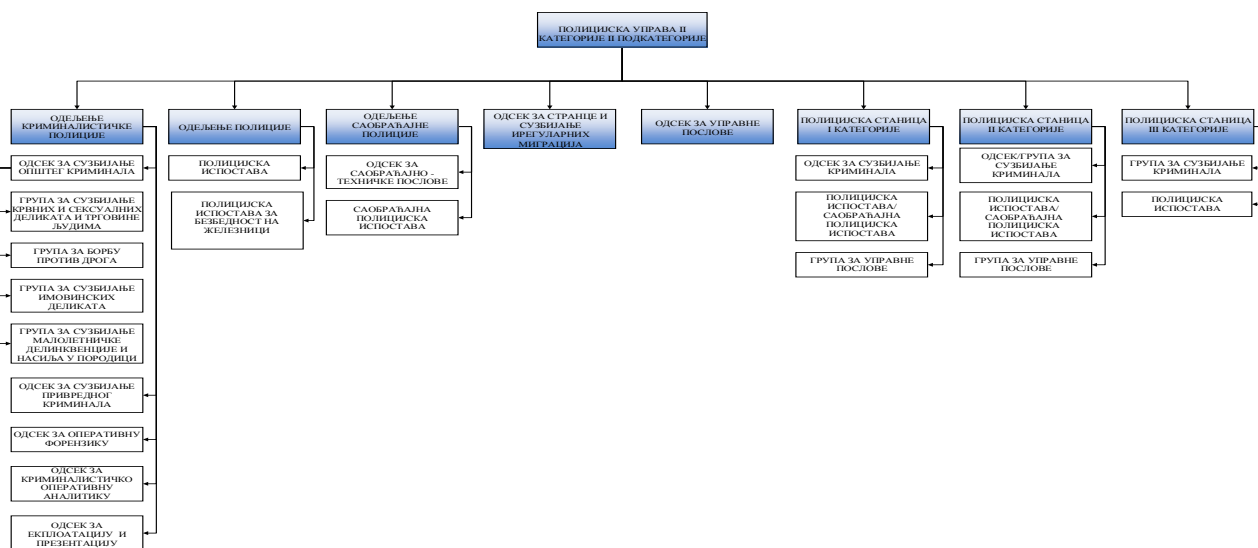 ПОЛИЦИЈСКА УПРАВА II
КАТЕГОРИЈЕ II ПОДКАТЕГОРИЈЕ
ОДЕЉЕЊЕ
КРИМИНАЛИСТИЧКЕ
ПОЛИЦИЈЕ
ОДСЕК ЗА СУЗБИЈАЊЕ
ОПШТЕГ КРИМИНАЛА
ГРУПА ЗА СУЗБИЈАЊЕ
КРВНИХ И СЕКСУАЛНИХ
ДЕЛИКАТА И ТРГОВИНЕ
ЉУДИМА
ГРУПА ЗА БОРБУ
ПРОТИВ ДРОГА
ГРУПА ЗА СУЗБИЈАЊЕ
ИМОВИНСКИХ
ДЕЛИКАТА
ГРУПА ЗА СУЗБИЈАЊЕ
МАЛОЛЕТНИЧКЕ
ДЕЛИНКВЕНЦИЈЕ И
НАСИЉА У ПОРОДИЦИ
ОДСЕК ЗА СУЗБИЈАЊЕ
ПРИВРЕДНОГ
КРИМИНАЛА
ОДСЕК ЗА ОПЕРАТИВНУ
ФОРЕНЗИКУ
ОДСЕК ЗА
КРИМИНАЛИСТИЧКО
ОПЕРАТИВНУ
АНАЛИТИКУ
ОДСЕК ЗА
ЕКПЛОАТАЦИЈУ И
ПРЕЗЕНТАЦИЈУ
ОДЕЉЕЊЕ ПОЛИЦИЈЕ
ПОЛИЦИЈСКА
ИСПОСТАВА
ПОЛИЦИЈСКА
ИСПОСТАВА ЗА
БЕЗБЕДНОСТ НА
ЖЕЛЕЗНИЦИ
ОДЕЉЕЊЕ
САОБРАЋАЈНЕ
ПОЛИЦИЈЕ
ОДСЕК ЗА
САОБРАЋАЈНО -
ТЕХНИЧКЕ ПОСЛОВЕ
САОБРАЋАЈНА
ПОЛИЦИЈСКА
ИСПОСТАВА
ОДСЕК ЗА СТРАНЦЕ И
СУЗБИЈАЊЕ
ИРЕГУЛАРНИХ
МИГРАЦИЈА
ОДСЕК ЗА УПРАВНЕ
ПОСЛОВЕ
ПОЛИЦИЈСКА СТАНИЦА
I КАТЕГОРИЈЕ
ОДСЕК ЗА СУЗБИЈАЊЕ
КРИМИНАЛА
ПОЛИЦИЈСКА
ИСПОСТАВА/
САОБРАЋАЈНА
ПОЛИЦИЈСКА
ИСПОСТАВА
ГРУПА ЗА УПРАВНЕ
ПОСЛОВЕ
ПОЛИЦИЈСКА СТАНИЦА
II КАТЕГОРИЈЕ
ОДСЕК/ГРУПА ЗА
СУЗБИЈАЊЕ
КРИМИНАЛА
ПОЛИЦИЈСКА
ИСПОСТАВА/
САОБРАЋАЈНА
ПОЛИЦИЈСКА
ИСПОСТАВА
ГРУПА ЗА УПРАВНЕ
ПОСЛОВЕ
ПОЛИЦИЈСКА СТАНИЦА
III КАТЕГОРИЈЕ
ГРУПА ЗА СУЗБИЈАЊЕ
КРИМИНАЛА
ПОЛИЦИЈСКА
ИСПОСТАВА